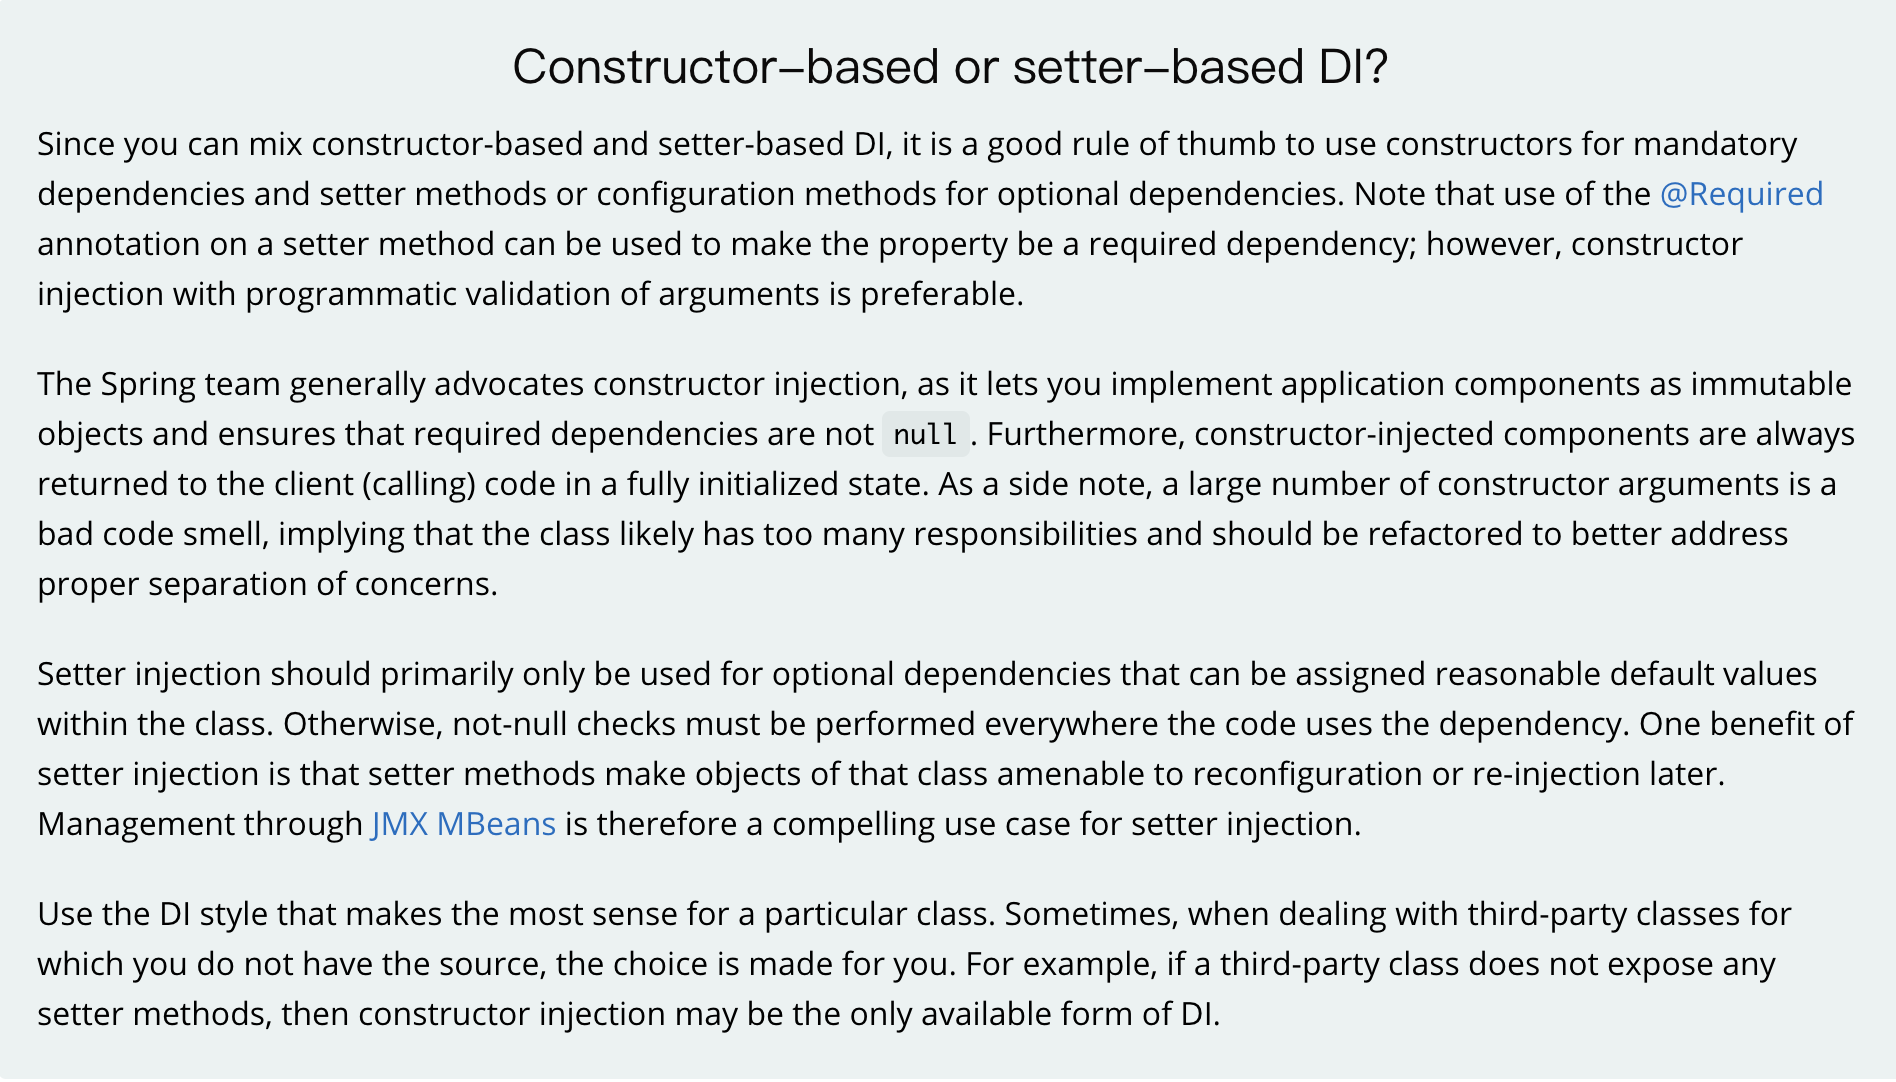 Constructor–based or setter–based DI?
Since you can mix constructor-based and setter-based DI, it is a good rule of thumb to use constructors for mandatory
dependencies and setter methods or configuration methods for optional dependencies. Note that use of the @Required
annotation on a setter method can be used to make the property be a required dependency; however, constructor
injection with programmatic validation of arguments is preferable.
The Spring team generally advocates constructor injection, as it lets you implement application components as immutable
objects and ensures that required dependencies are not null. Furthermore, constructor-injected components are always
returned to the client (calling) code in a fully initialized state. As a side note, a large number of constructor arguments is a
bad code smell, implying that the class likely has too many responsibilities and should be refactored to better address
proper separation of concerns.
Setter injection should primarily only be used for optional dependencies that can be assigned reasonable default values
within the class. Otherwise, not-null checks must be performed everywhere the code uses the dependency. One benefit of
setter injection is that setter methods make objects of that class amenable to reconfiguration or re-injection later.
Management through JMX MBeans is therefore a compelling use case for setter injection.
Use the DI style that makes the most sense for a particular class. Sometimes, when dealing with third-party classes for
which you do not have the source, the choice is made for you. For example, if a third-party class does not expose any
setter methods, then constructor injection may be the only available form of DI.